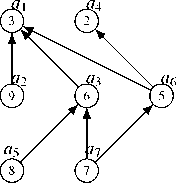 a₁ a₄
3 2
a₂ a₃ a₆
9 6 5
a₅ a₇
8 7